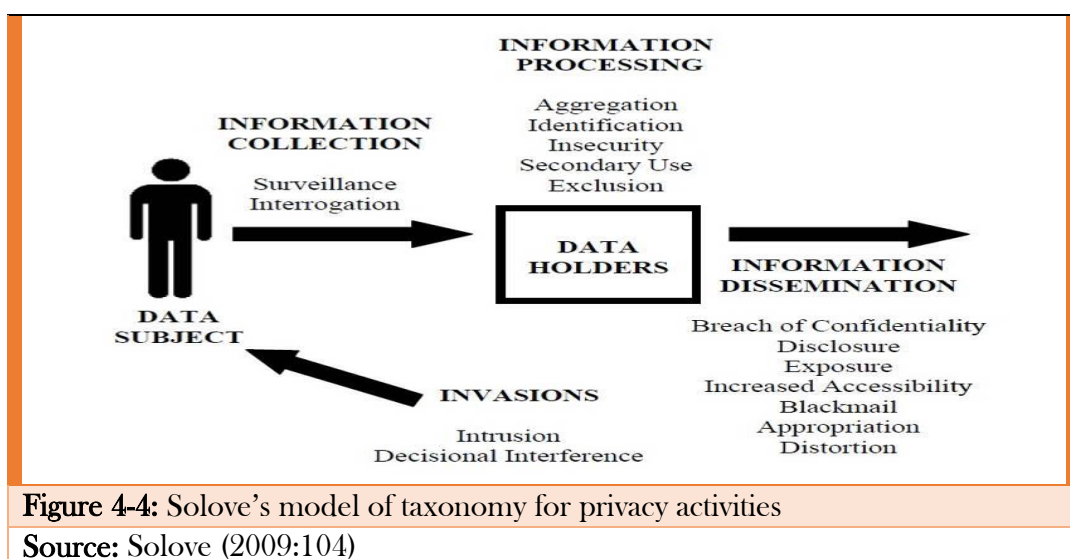 INFORMATION
PROCESSING
Aggregation
Identification
Insecurity
Secondary Use
Exclusion
INFORMATION
COLLECTION
Surveillance
Interrogation
DATA
HOLDERS
INFORMATION
DISSEMINATION
Breach of Confidentiality
Disclosure
Exposure
Increased Accessibility
Blackmail
Appropriation
Distortion
DATA
SUBJECT
INVASIONS
Intrusion
Decisional Interference
Figure 4-4: Solove’s model of taxonomy for privacy activities
Source: Solove (2009:104)